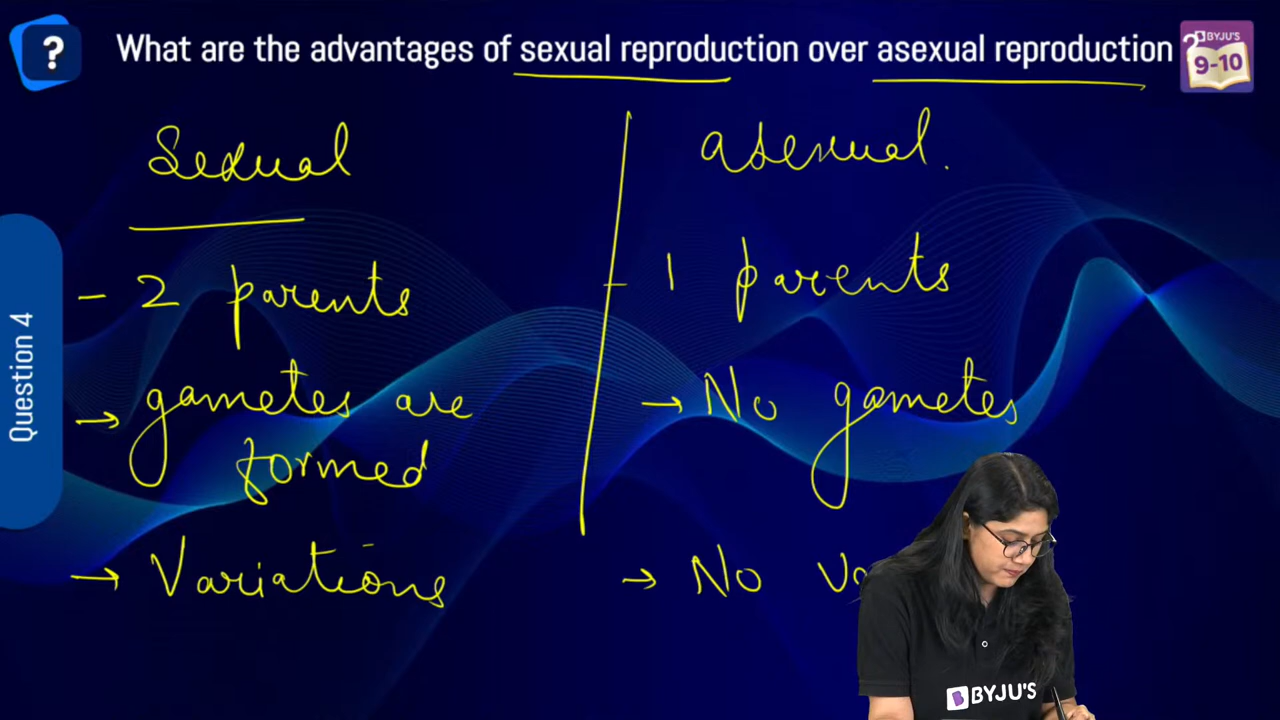 ?
What are the advantages of sexual reproduction over asexual reproduction
BYJU'S
9-10
Question 4
Sexual
asexual.
- 2 parents
- 1 parents
→ gametes are
formed
→ No gametes
→ Variations
→ No
BYJU'S